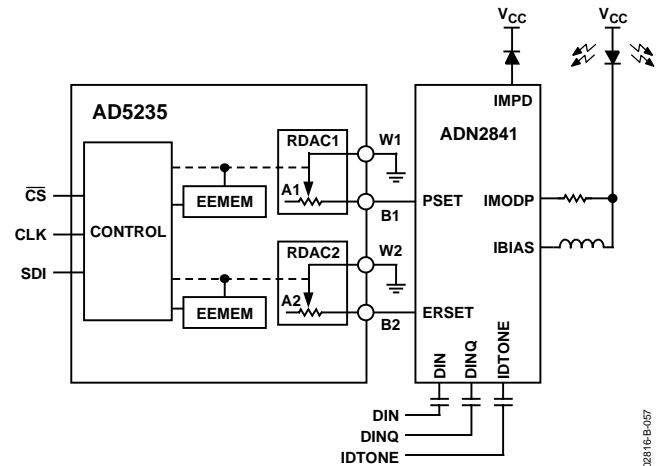 VCC
VCC
IMPD
AD5235
ADN2841
RDAC1
W1
A1
EEMEM
B1
PSET
IMODP
CS
CLK
CONTROL
SDI
IBIAS
RDAC2
W2
A2
EEMEM
B2
ERSET
DIN
DINQ
IDTONE
DIN
DINQ
IDTONE
02816-B-057